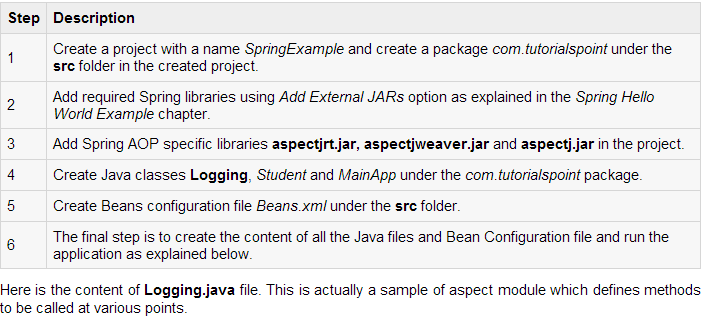 Step Description
1 Create a project with a name SpringExample and create a package com.tutorialspoint under the
src folder in the created project.
2 Add required Spring libraries using Add External JARs option as explained in the Spring Hello
World Example chapter.
3 Add Spring AOP specific libraries aspectjrt.jar, aspectjweaver.jar and aspectj.jar in the project.
4 Create Java classes Logging, Student and MainApp under the com.tutorialspoint package.
5 Create Beans configuration file Beans.xml under the src folder.
6 The final step is to create the content of all the Java files and Bean Configuration file and run the
application as explained below.
Here is the content of Logging.java file. This is actually a sample of aspect module which defines methods
to be called at various points.